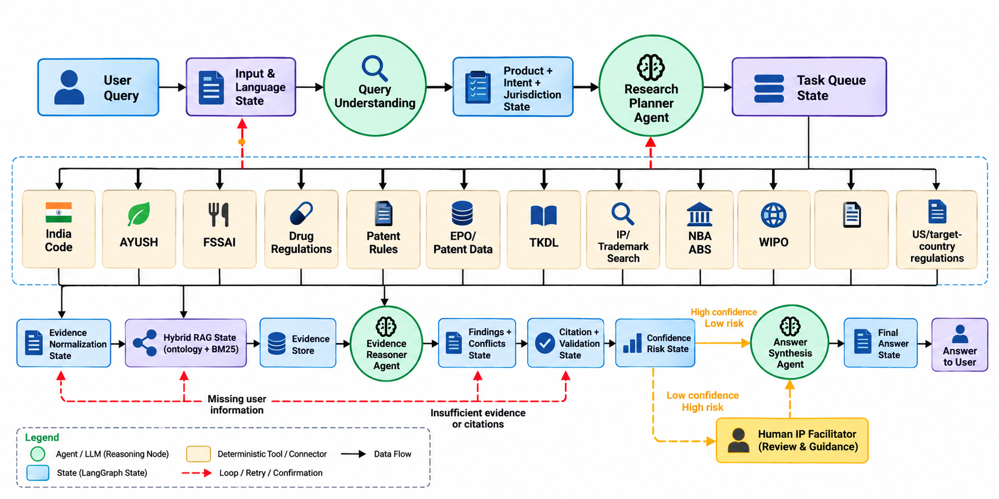 User
Query
Input &
Language
State
Query
Understanding
Product +
Intent +
Jurisdiction
State
Research
Planner
Agent
Task Queue
State
India
Code
AYUSH
FSSAI
Drug
Regulations
Patent
Rules
EPO/
Patent Data
TKDL
IP/
Trademark
Search
NBA
ABS
WIPO
US/target-
country
regulations
Evidence
Normalization
State
Hybrid RAG State
(ontology + BM25)
Evidence
Store
Evidence
Reasoner
Agent
Findings +
Conflicts
State
Citation +
Validation
State
Confidence
Risk State
High confidence
Low risk
Answer
Synthesis
Agent
Final
Answer
State
Answer
to User
Missing user
information
Insufficient evidence
or citations
Low confidence
High risk
Human IP Facilitator
(Review & Guidance)
Legend
Agent / LLM (Reasoning Node)
Deterministic Tool / Connector
Data Flow
State (LangGraph State)
Loop / Retry / Confirmation